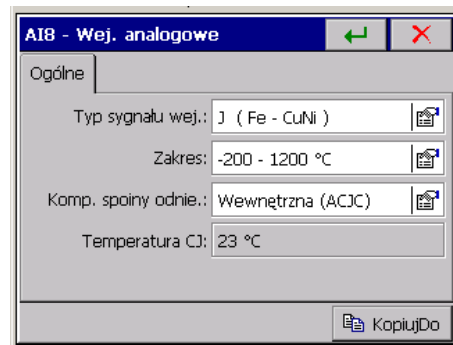 AI8 - Wej. analogowe
Ogólne
Typ sygnału wej.: J ( Fe - CuNi )
Zakres: -200 - 1200 °C
Komp. spoiny odnie.: Wewnętrzna (ACJC)
Temperatura CJ: 23 °C
KopiujDo